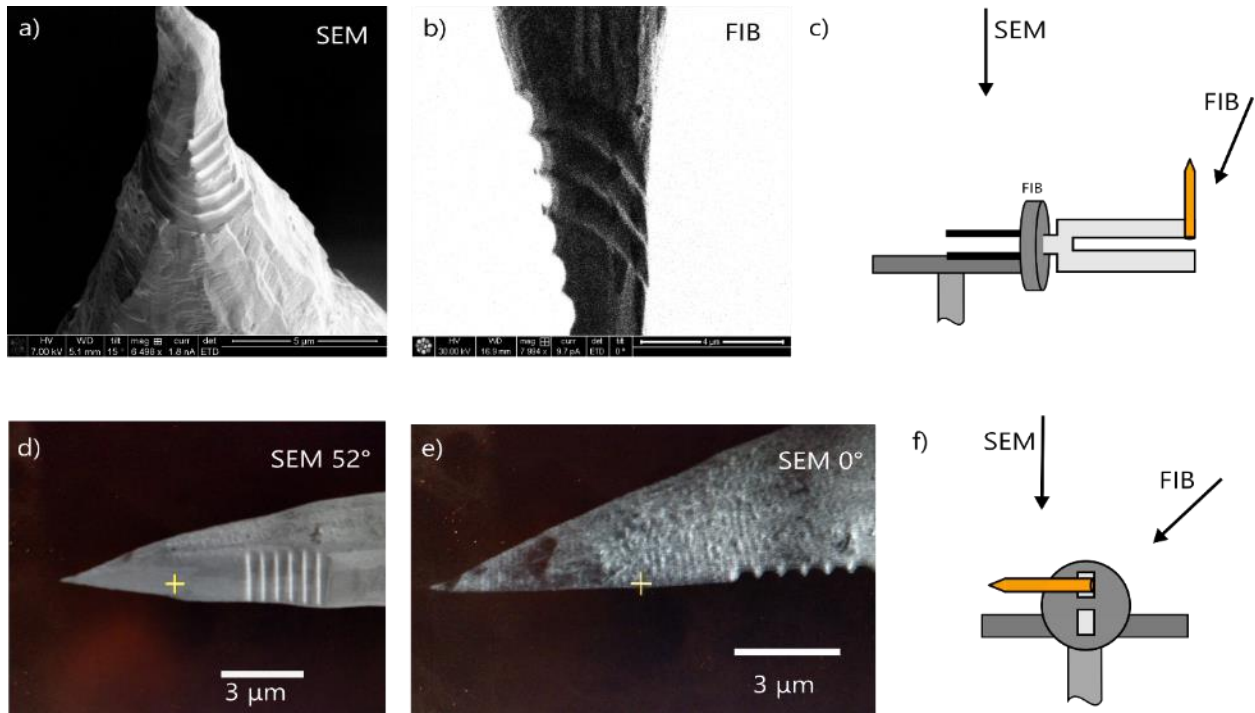 a)
SEM
HV WD tilt mag curr det
7.00 kV 5.1 mm 15 ° 6 498 x 1.8 nA ETD
5 µm
b)
FIB
HV WD mag curr det tilt
30.00 kV 16.9 mm 7 994 x 9.7 pA ETD 0 °
4 µm
c)
SEM
FIB
FIB
d)
SEM 52°
3 µm
e)
SEM 0°
3 µm
f)
SEM
FIB